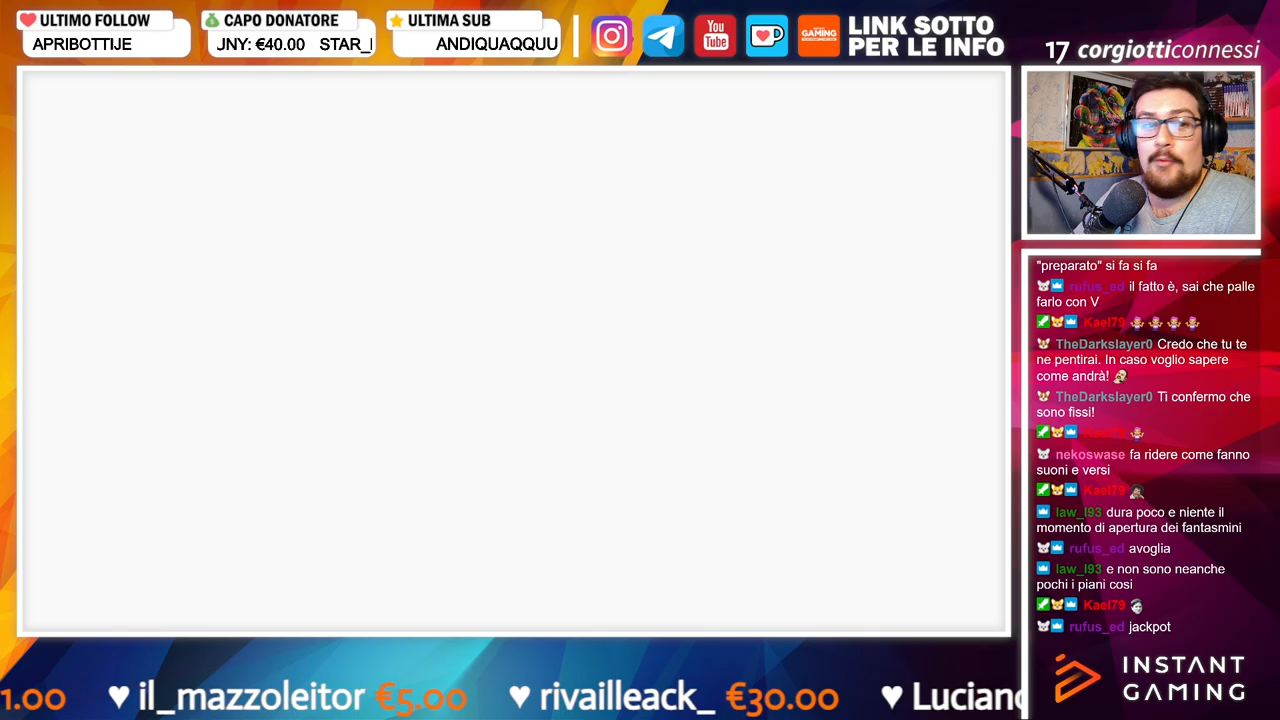 ULTIMO FOLLOW
APRIBOTTIJE
CAPO DONATORE
JNY: €40.00 STAR_
ULTIMA SUB
ANDIQUAQQUU
You
Tube
GAMING
LINK SOTTO
PER LE INFO
17 corgiotticonnessi
"preparato" si fa si fa
rufus_ed il fatto è, sai che palle
farlo con V
Kael79
TheDarkslayer0 Credo che tu te
ne pentirai. In caso voglio sapere
come andrà!
TheDarkslayer0 Ti confermo che
sono fissi!
Kael79
nekoswase fa ridere come fanno
suoni e versi
Kael79
law_l93 dura poco e niente il
momento di apertura dei fantasmini
rufus_ed avoglia
law_l93 e non sono neanche
pochi i piani cosi
Kael79
rufus_ed jackpot
INSTANT
GAMING
1.00 ♥ il_mazzoleitor €5.00 ♥ rivailleack_ €30.00 ♥ Luciano